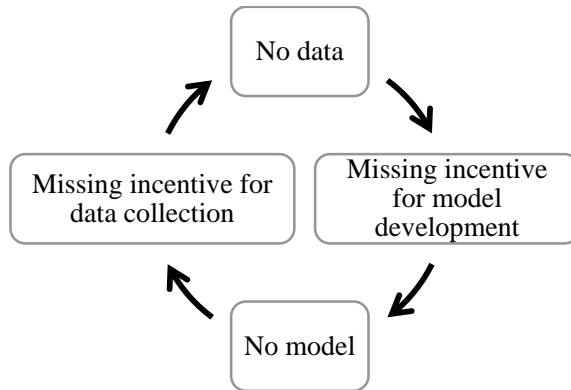 No data
Missing incentive for
data collection
Missing incentive
for model
development
No model